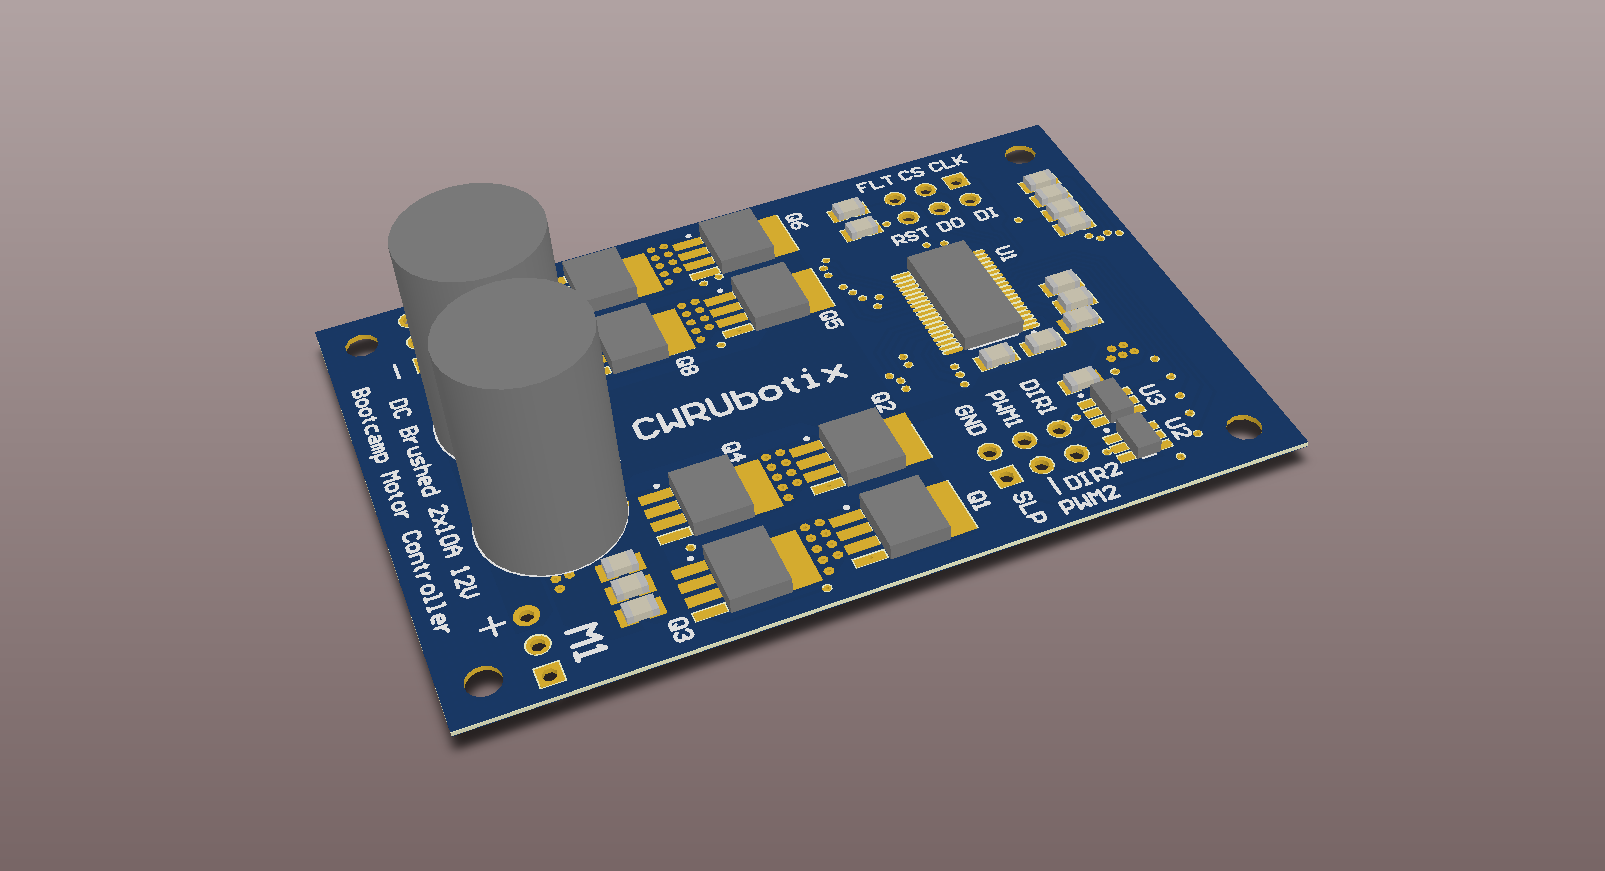 FLT CS CLK
RST DO DI
Q6
U1
Q5
Q8
CWRUbotix
Q2
Q4
GND PWM1 DIR1
U3
U2
SLP
DIR2
PWM2
Q1
Q3
DC Brushed 2x10A 12V
Bootcamp Motor Controller
M1
+
-